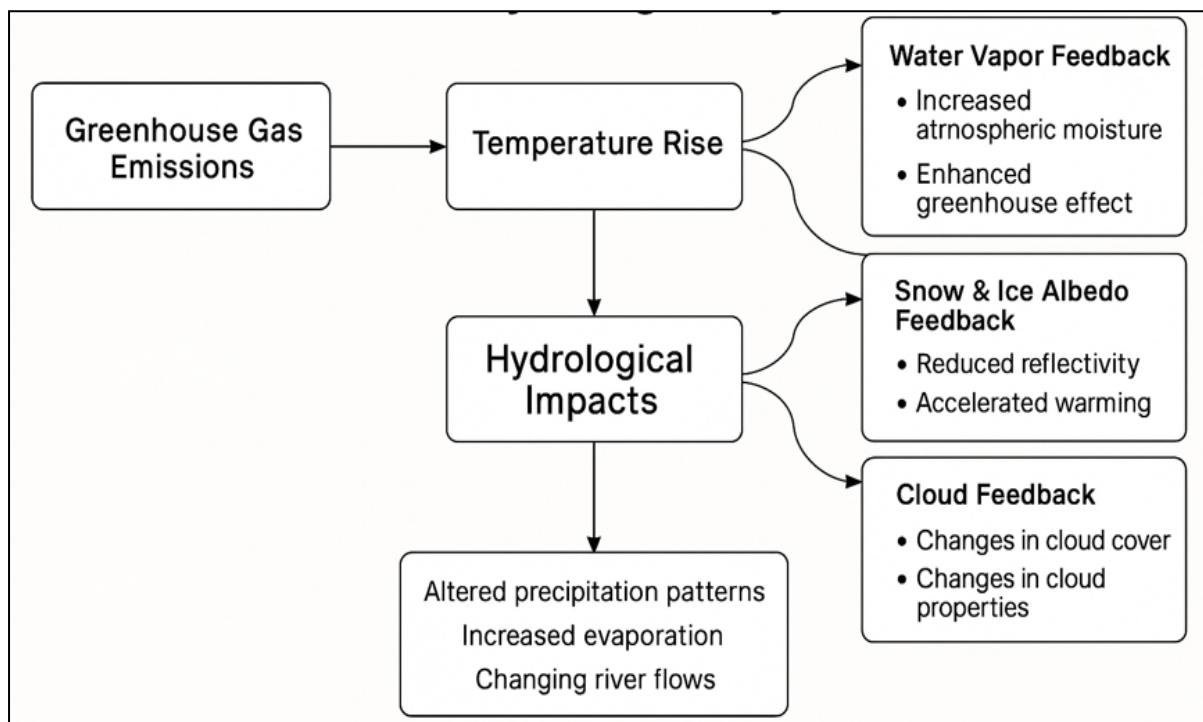 Greenhouse Gas
Emissions
Temperature Rise
Water Vapor Feedback
• Increased
atrnospheric moisture
• Enhanced
greenhouse effect
Hydrological
Impacts
Snow & Ice Albedo
Feedback
• Reduced reflectivity
• Accelerated warming
Cloud Feedback
• Changes in cloud cover
• Changes in cloud
properties
Altered precipitation patterns
Increased evaporation
Changing river flows